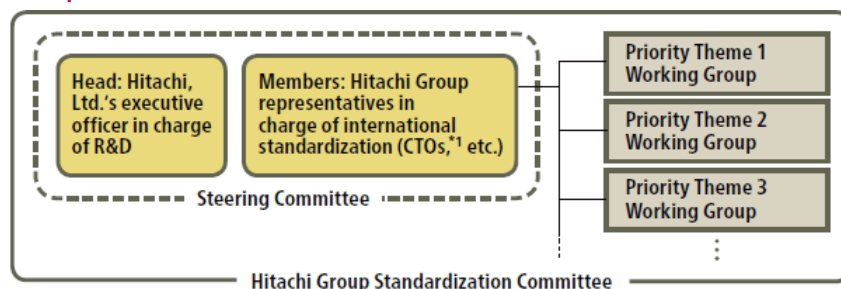 Head: Hitachi,
Ltd.'s executive
officer in charge
of R&D
Members: Hitachi Group
representatives in
charge of international
standardization (CTOs,*1 etc.)
Steering Committee
Priority Theme 1
Working Group
Priority Theme 2
Working Group
Priority Theme 3
Working Group
Hitachi Group Standardization Committee